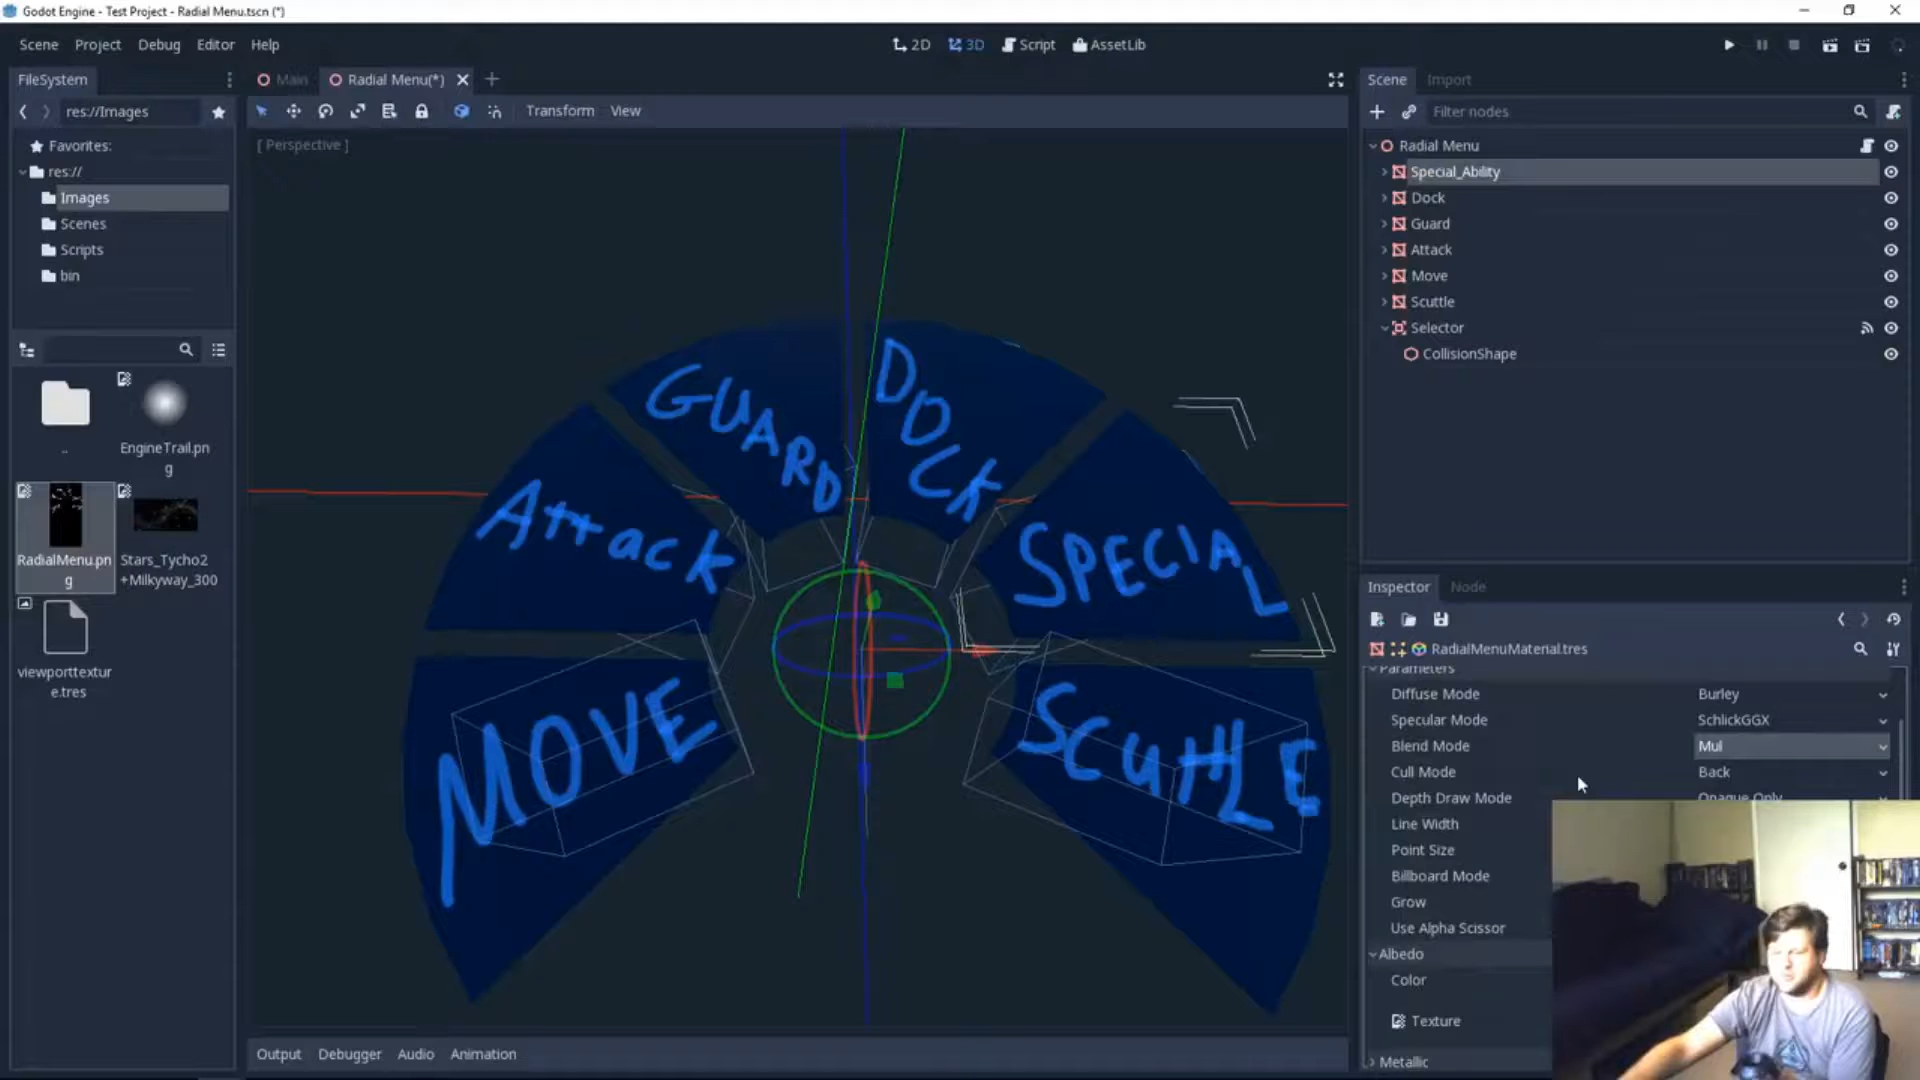 Godot Engine - Test Project - Radial Menu.tscn (*)
Scene Project Debug Editor Help
2D 3D Script AssetLib
FileSystem
Main Radial Menu(*)
Scene Import
res://Images
Transform View
Filter nodes
[ Perspective ]
Favorites:
res://
Images
Scenes
Scripts
bin
Radial Menu
Special_Ability
Dock
Guard
Attack
Move
Scuttle
Selector
CollisionShape
..
EngineTrail.pn
g
RadialMenu.pn
g
Stars_Tycho2
+Milkyway_300
viewporttextur
e.tres
GUARD
DOCK
Attack
SPECIAL
MOVE
SCUttLE
Inspector Node
RadialMenuMaterial.tres
Parameters
Diffuse Mode Burley
Specular Mode SchlickGGX
Blend Mode Mul
Cull Mode Back
Depth Draw Mode Opaque Only
Line Width
Point Size
Billboard Mode
Grow
Use Alpha Scissor
Albedo
Color
Texture
Metallic
Output Debugger Audio Animation